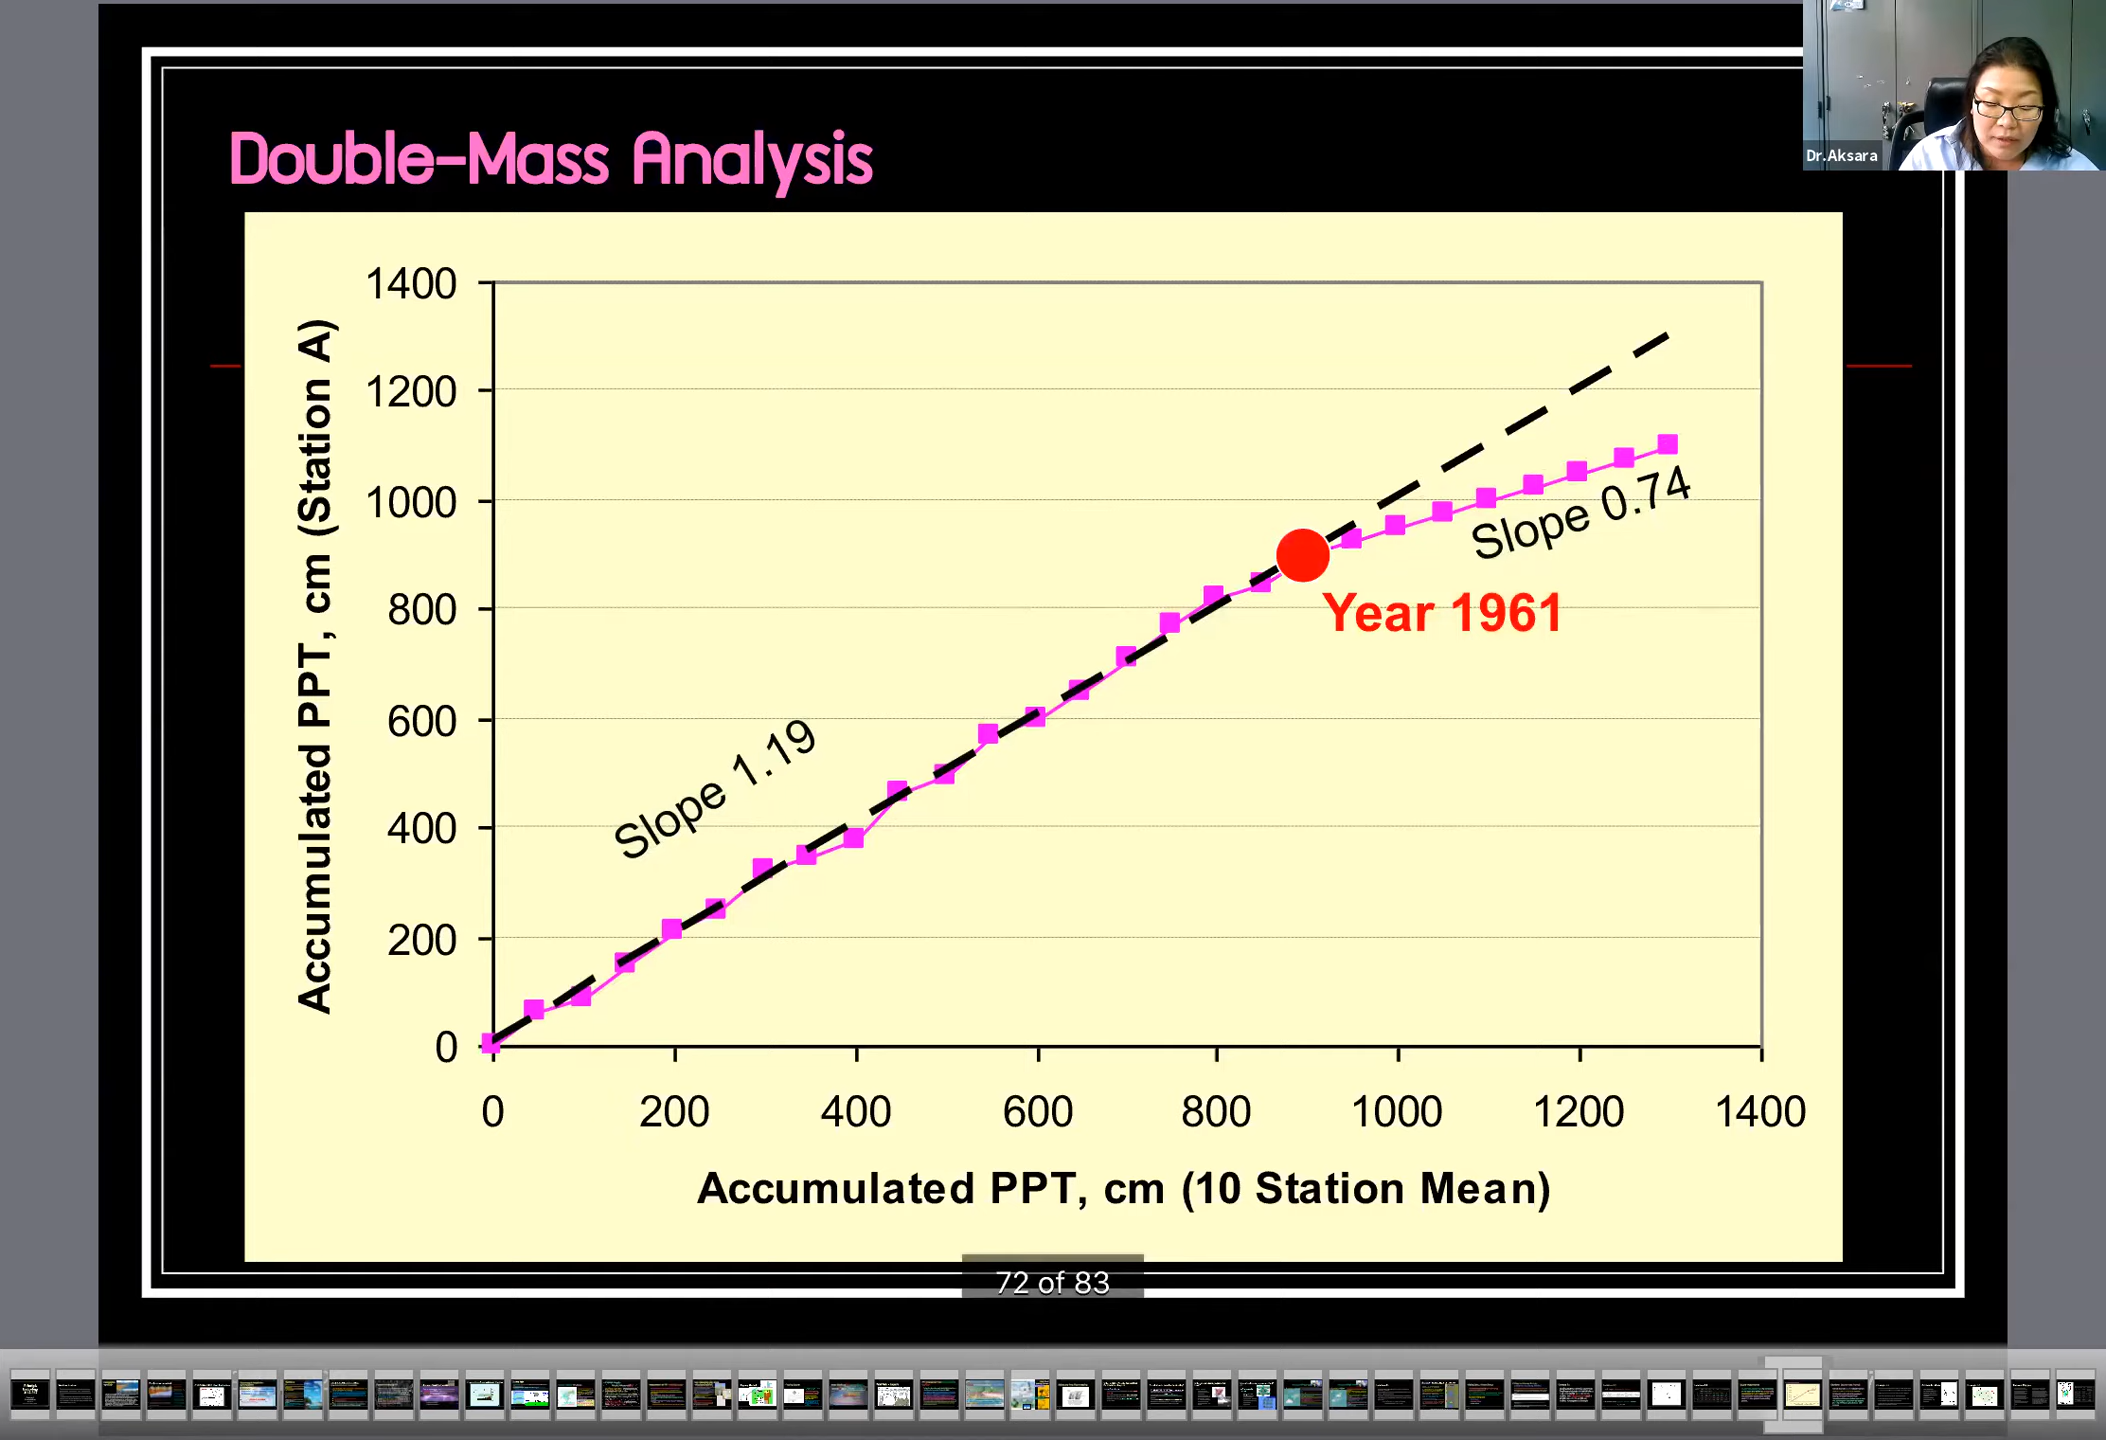 Dr.Aksara
Double-Mass Analysis
1400
1200
1000
800
600
400
200
0
Accumulated PPT, cm (Station A)
Slope 1.19
Slope 0.74
Year 1961
0 200 400 600 800 1000 1200 1400
Accumulated PPT, cm (10 Station Mean)
72 of 83